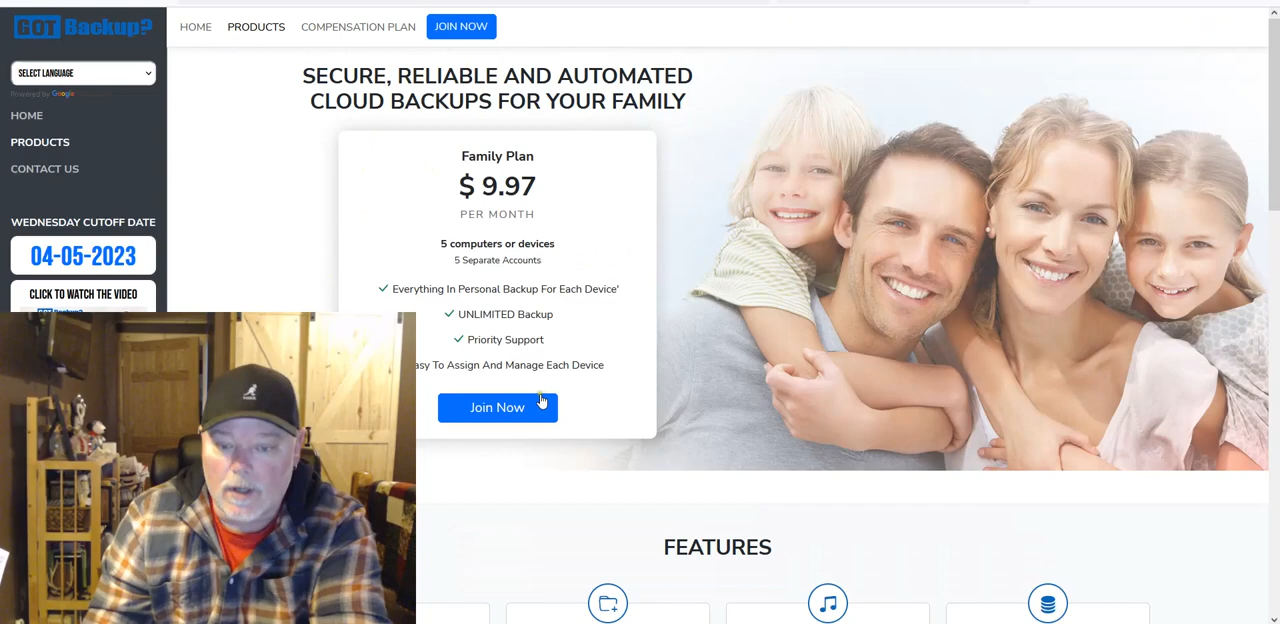 GOT Backup?
HOME
PRODUCTS
COMPENSATION PLAN
JOIN NOW
SELECT LANGUAGE
Powered by Google
HOME
PRODUCTS
CONTACT US
WEDNESDAY CUTOFF DATE
04-05-2023
CLICK TO WATCH THE VIDEO
SECURE, RELIABLE AND AUTOMATED
CLOUD BACKUPS FOR YOUR FAMILY
Family Plan
$ 9.97
PER MONTH
5 computers or devices
5 Separate Accounts
Everything In Personal Backup For Each Device'
UNLIMITED Backup
Priority Support
asy To Assign And Manage Each Device
Join Now
FEATURES